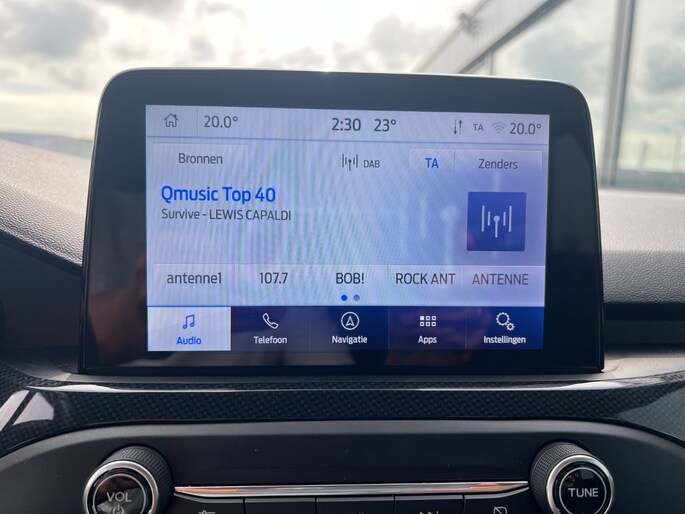 20.0° 2:30 23° TA 20.0°
Bronnen DAB TA Zenders
Qmusic Top 40
Survive - LEWIS CAPALDI
antenne1 107.7 BOB! ROCK ANT ANTENNE
Audio Telefoon Navigatie Apps Instellingen
VOL TUNE